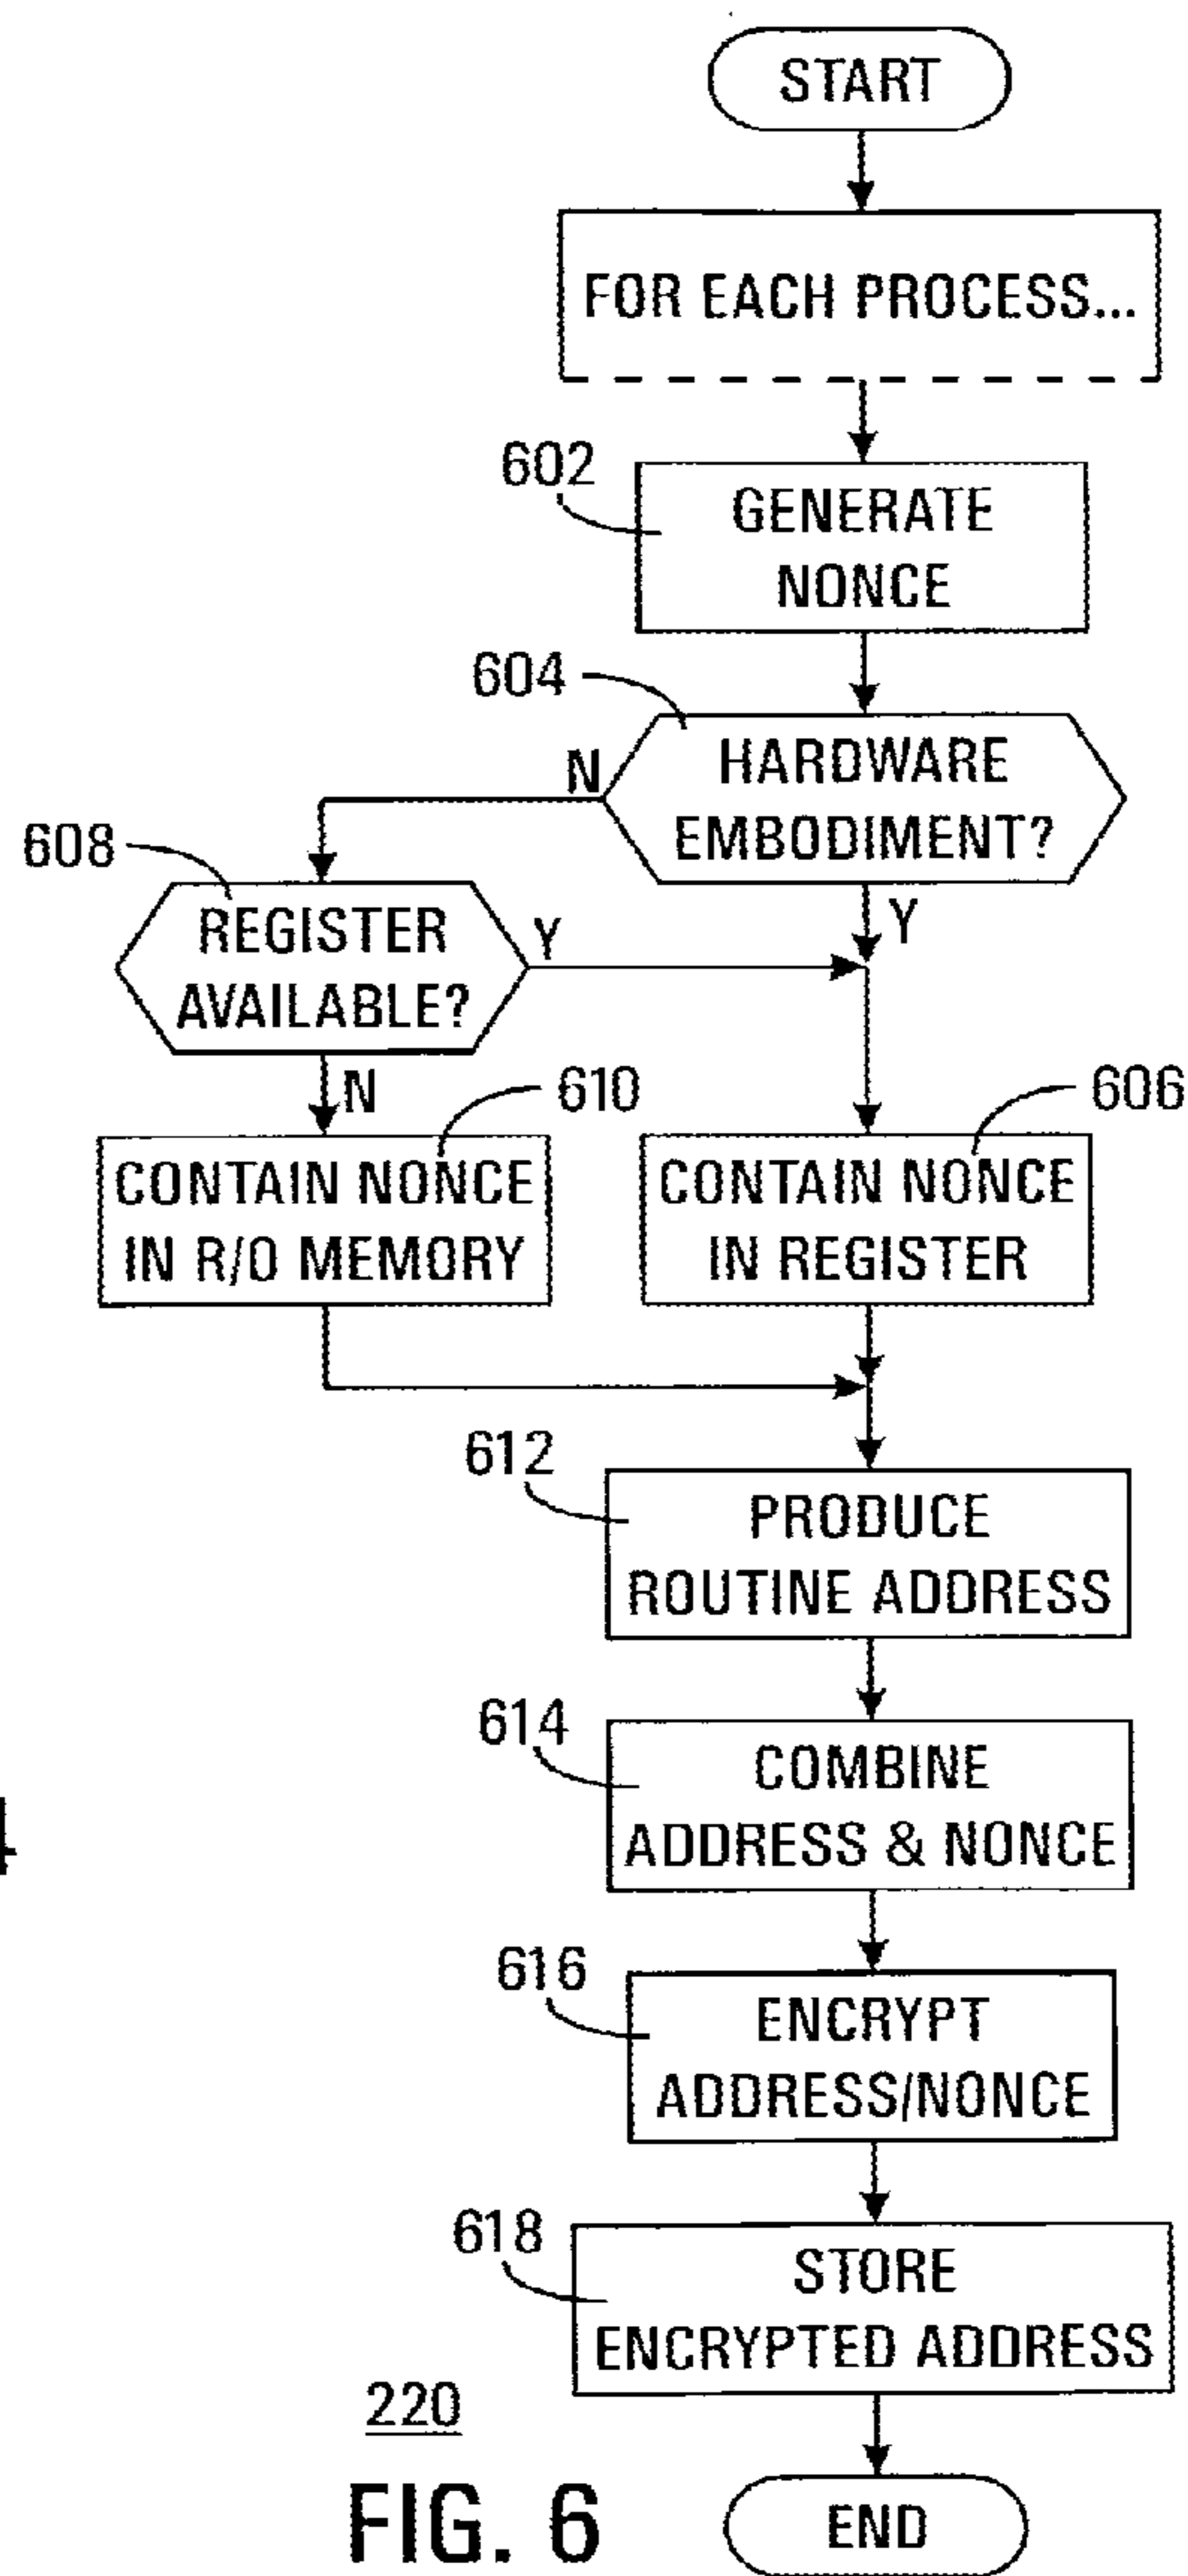 START
FOR EACH PROCESS...
602
GENERATE
NONCE
604
N
HARDWARE
EMBODIMENT?
608
Y
REGISTER
AVAILABLE?
Y
N
610
606
CONTAIN NONCE
IN R/O MEMORY
CONTAIN NONCE
IN REGISTER
612
PRODUCE
ROUTINE ADDRESS
614
COMBINE
ADDRESS & NONCE
4
616
ENCRYPT
ADDRESS/NONCE
618
STORE
ENCRYPTED ADDRESS
220
FIG. 6
END